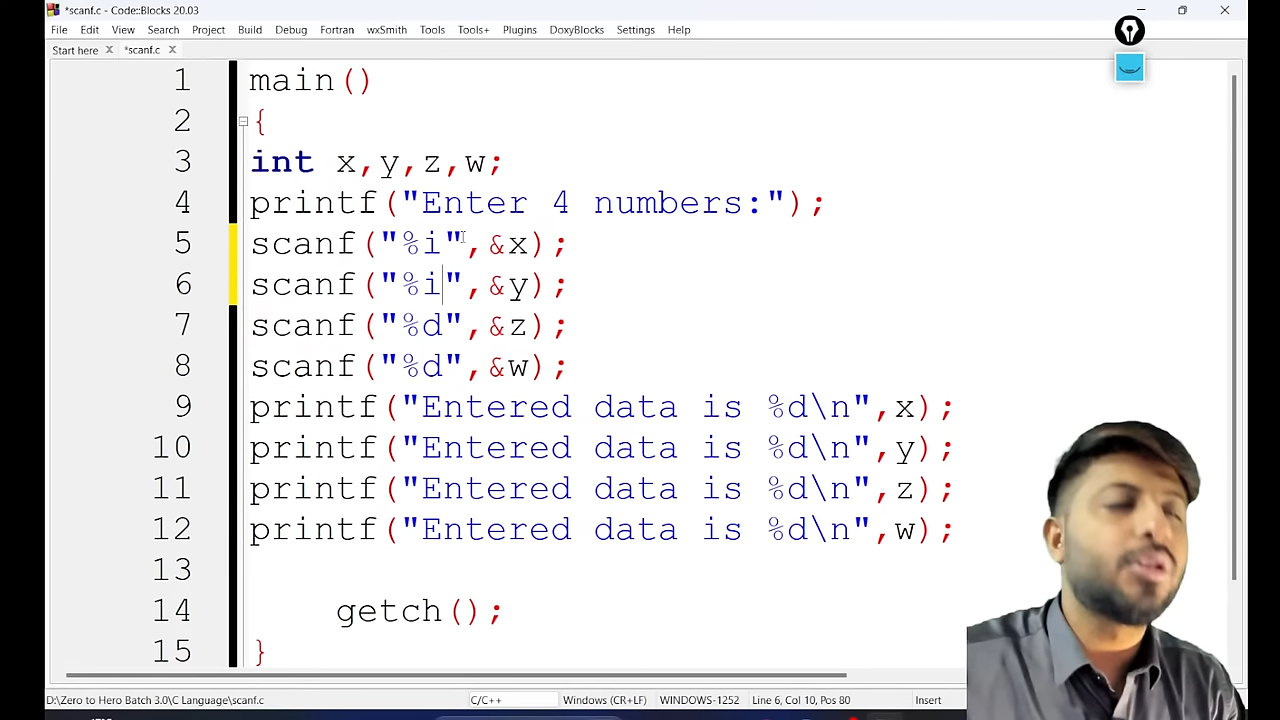 *scanf.c - Code::Blocks 20.03
File Edit View Search Project Build Debug Fortran wxSmith Tools Tools+ Plugins DoxyBlocks Settings Help
Start here *scanf.c
1 main()
2 {
3 int x,y,z,w;
4 printf("Enter 4 numbers:");
5 scanf("%i",&x);
6 scanf("%i",&y);
7 scanf("%d",&z);
8 scanf("%d",&w);
9 printf("Entered data is %d\n",x);
10 printf("Entered data is %d\n",y);
11 printf("Entered data is %d\n",z);
12 printf("Entered data is %d\n",w);
13
14 getch();
15 }
D:\Zero to Hero Batch 3.0\C Language\scanf.c C/C++ Windows (CR+LF) WINDOWS-1252 Line 6, Col 10, Pos 80 Insert